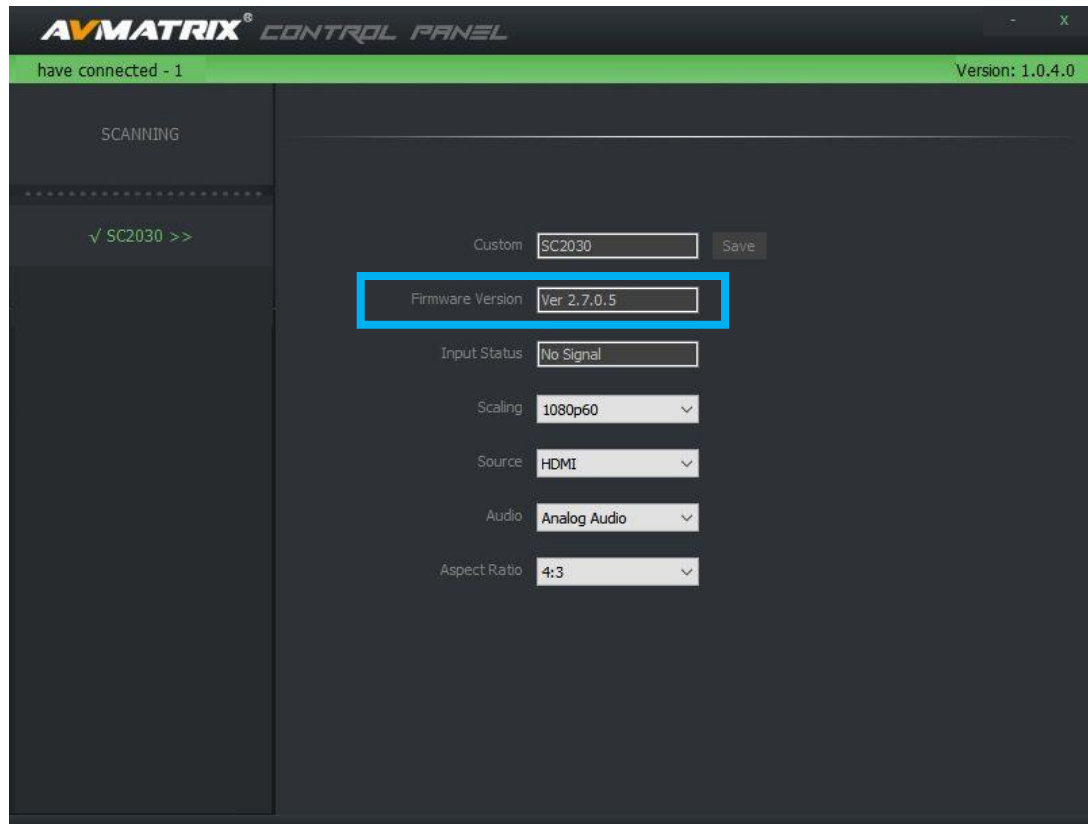 AVMATRIX® CONTROL PANEL - X
have connected - 1 Version: 1.0.4.0
SCANNING
√ SC2030 >>
Custom SC2030 Save
Firmware Version Ver 2.7.0.5
Input Status No Signal
Scaling 1080p60
Source HDMI
Audio Analog Audio
Aspect Ratio 4:3